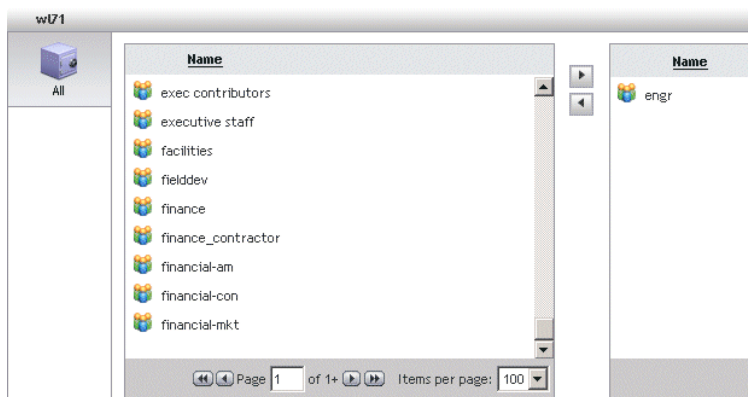 wl71
All
Name
exec contributors
executive staff
facilities
fielddev
finance
finance_contractor
financial-am
financial-con
financial-mkt
Page 1 of 1+ Items per page: 100
Name
engr